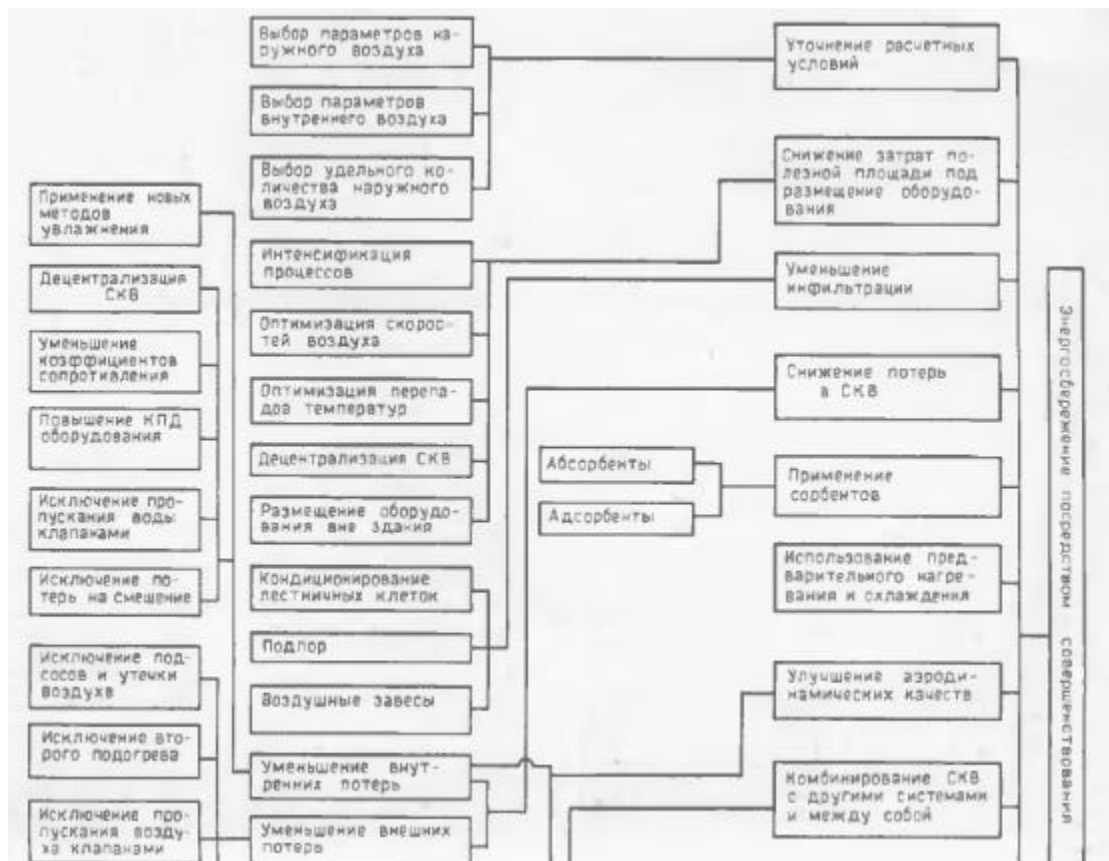 Применение новых
методов
увлажнения
Децентрализация
СКВ
Уменьшение
коэффициентов
сопротивления
Повышение КПД
оборудования
Исключение про-
пускания воды
клапанами
Исключение по-
терь на смешение
Исключение под-
сосов и утечки
воздуха
Исключение вто-
рого подогрева
Исключение про-
пускания возду-
ха клапанами
Выбор параметров на-
ружного воздуха
Выбор параметров
внутреннего воздуха
Выбор удельного ко-
личества наружного
воздуха
Интенсификация
процессов
Оптимизация скорос-
тей воздуха
Оптимизация перепа-
дов температур
Децентрализация СКВ
Размещение оборудо-
вания вне здания
Кондиционирование
лестничных клеток
Подпор
Воздушные завесы
Уменьшение внут-
ренних потерь
Уменьшение внешних
потерь
Абсорбенты
Адсорбенты
Уточнение расчетных
условий
Снижение затрат по-
лезной площади под
размещение оборудо-
вания
Уменьшение
инфильтрации
Снижение потерь
в СКВ
Применение
сорбентов
Использование пред-
варительного нагре-
вания и охлаждения
Улучшение аэроди-
намических качеств
Комбинирование СКВ
с другими системами
и между собой
Энергосбережение посредством совершенствования